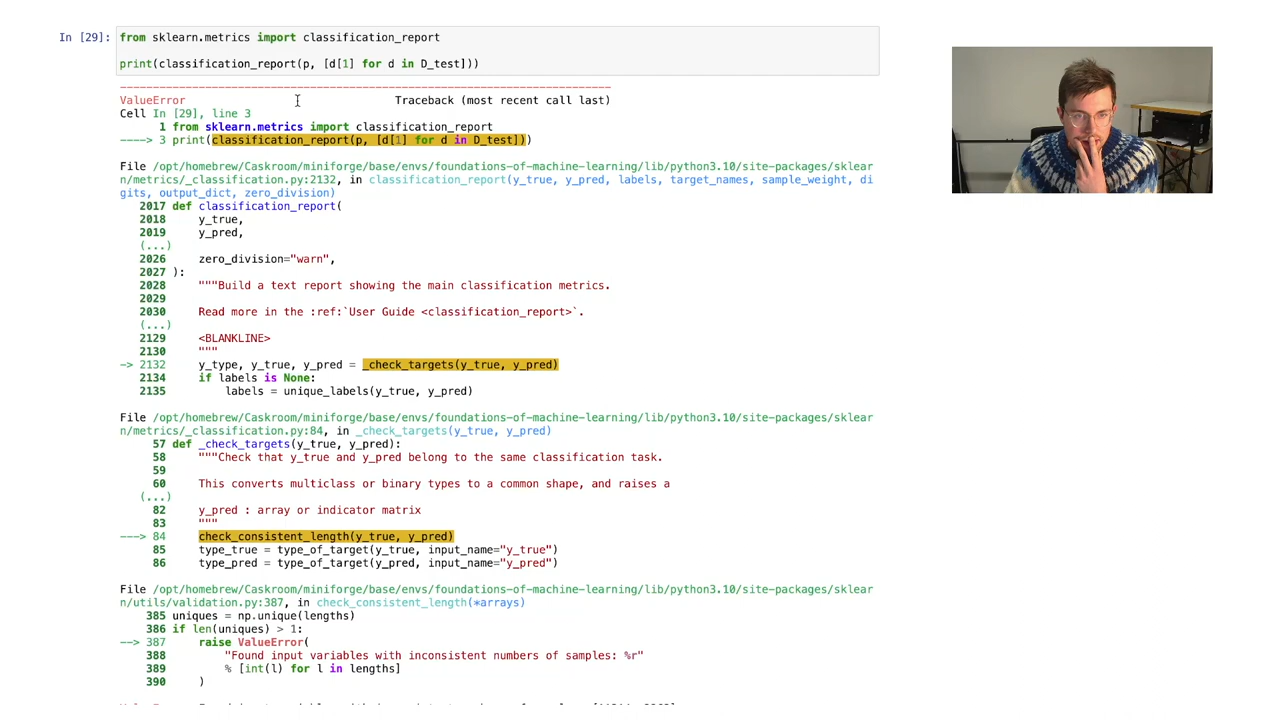 In [29]: from sklearn.metrics import classification_report
print(classification_report(p, [d[1] for d in D_test]))
---------------------------------------------------------------------------
ValueError                                Traceback (most recent call last)
Cell In [29], line 3
      1 from sklearn.metrics import classification_report
----> 3 print(classification_report(p, [d[1] for d in D_test]))
File /opt/homebrew/Caskroom/miniforge/base/envs/foundations-of-machine-learning/lib/python3.10/site-packages/sklear
n/metrics/_classification.py:2132, in classification_report(y_true, y_pred, labels, target_names, sample_weight, di
gits, output_dict, zero_division)
   2017 def classification_report(
   2018     y_true,
   2019     y_pred,
   (...)
   2026     zero_division="warn",
   2027 ):
   2028     """Build a text report showing the main classification metrics.
   2029
   2030     Read more in the :ref:`User Guide <classification_report>`.
   (...)
   2129     <BLANKLINE>
   2130     """
-> 2132     y_type, y_true, y_pred = _check_targets(y_true, y_pred)
   2134     if labels is None:
   2135         labels = unique_labels(y_true, y_pred)
File /opt/homebrew/Caskroom/miniforge/base/envs/foundations-of-machine-learning/lib/python3.10/site-packages/sklear
n/metrics/_classification.py:84, in _check_targets(y_true, y_pred)
     57 def _check_targets(y_true, y_pred):
     58     """Check that y_true and y_pred belong to the same classification task.
     59
     60     This converts multiclass or binary types to a common shape, and raises a
   (...)
     82     y_pred : array or indicator matrix
     83     """
---> 84     check_consistent_length(y_true, y_pred)
     85     type_true = type_of_target(y_true, input_name="y_true")
     86     type_pred = type_of_target(y_pred, input_name="y_pred")
File /opt/homebrew/Caskroom/miniforge/base/envs/foundations-of-machine-learning/lib/python3.10/site-packages/sklear
n/utils/validation.py:387, in check_consistent_length(*arrays)
    385 uniques = np.unique(lengths)
    386 if len(uniques) > 1:
--> 387     raise ValueError(
    388         "Found input variables with inconsistent numbers of samples: %r"
    389         % [int(l) for l in lengths]
    390     )